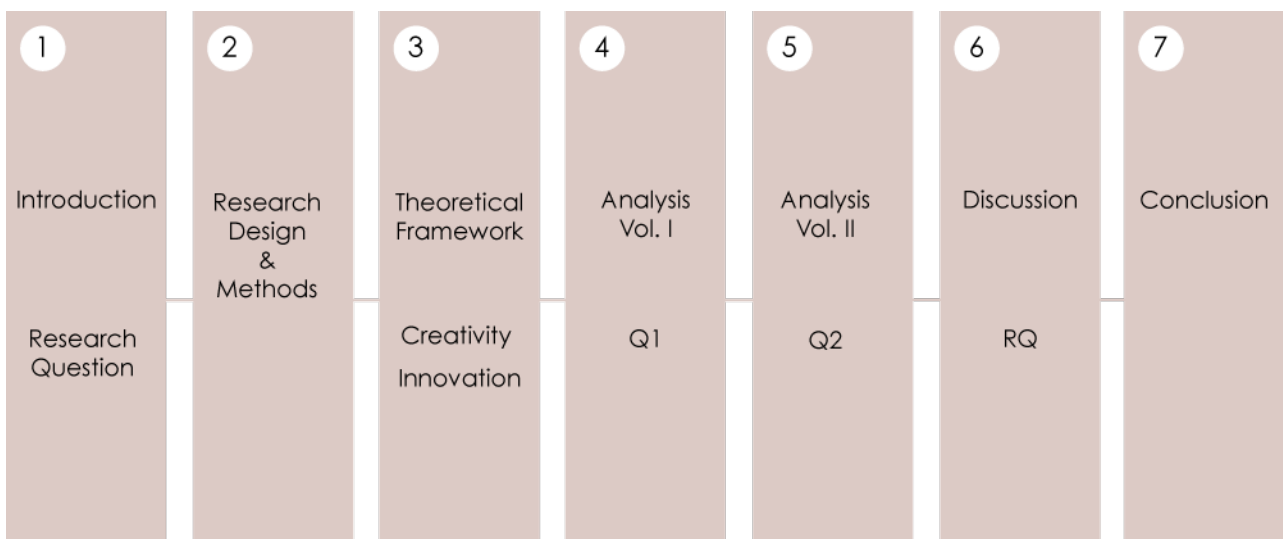 1
Introduction
Research
Question
2
Research
Design
&
Methods
3
Theoretical
Framework
Creativity
Innovation
4
Analysis
Vol. I
Q1
5
Analysis
Vol. II
Q2
6
Discussion
RQ
7
Conclusion